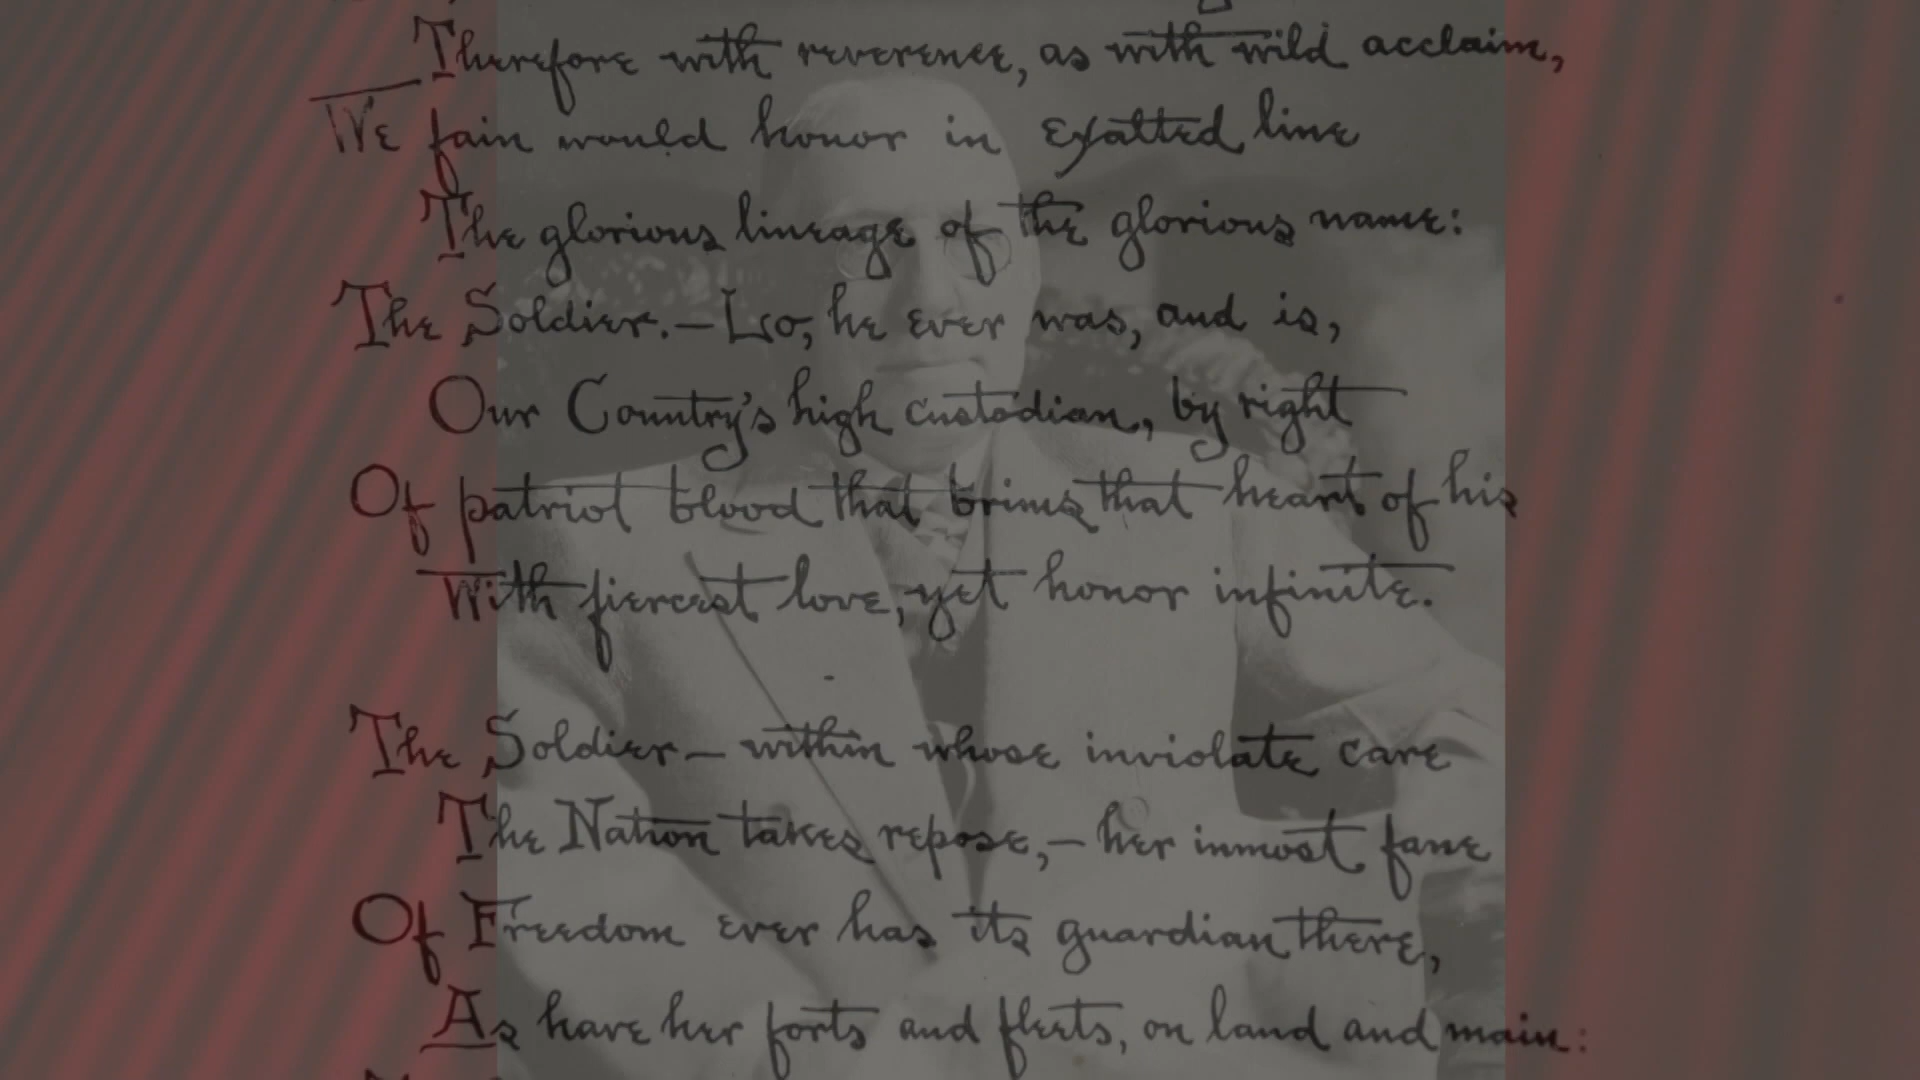 Therefore with reverence, as with wild acclaim,
We fain would honor in exalted line
The glorious lineage of the glorious name:
The Soldier.—Lo, he ever was, and is,
Our Country's high custodian, by right
Of patriot blood that brims that heart of his
With fiercest love, yet honor infinite.
The Soldier—within whose inviolate care
The Nation takes repose,—her inmost fane
Of Freedom ever has its guardian there,
As have her forts and fleets, on land and main: